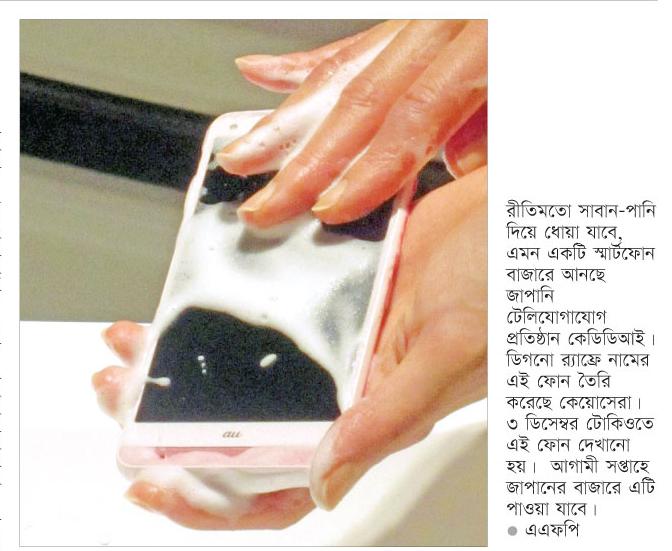 au
রীতিমতো সাবান-পানি
দিয়ে ধোয়া যাবে,
এমন একটি স্মার্টফোন
বাজারে আনছে
জাপানি
টেলিযোগাযোগ
প্রতিষ্ঠান কেডিডিআই।
ডিগনো র‍্যাফ্রে নামের
এই ফোন তৈরি
করেছে কেয়োসেরা।
৩ ডিসেম্বর টোকিওতে
এই ফোন দেখানো
হয়। আগামী সপ্তাহে
জাপানের বাজারে এটি
পাওয়া যাবে।
● এএফপি